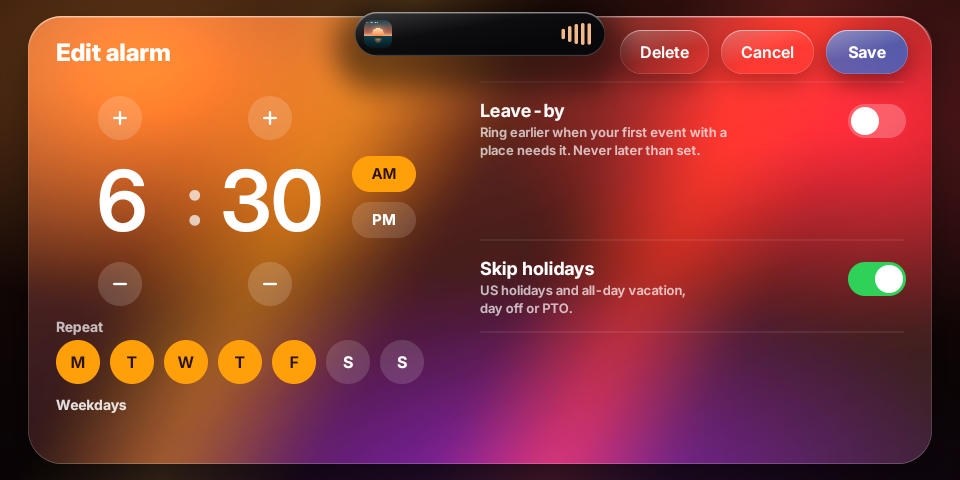 Edit alarm
Delete
Cancel
Save
+
+
6 : 30
AM
PM
−
−
Repeat
M T W T F S S
Weekdays
Leave-by
Ring earlier when your first event with a
place needs it. Never later than set.
Skip holidays
US holidays and all-day vacation,
day off or PTO.